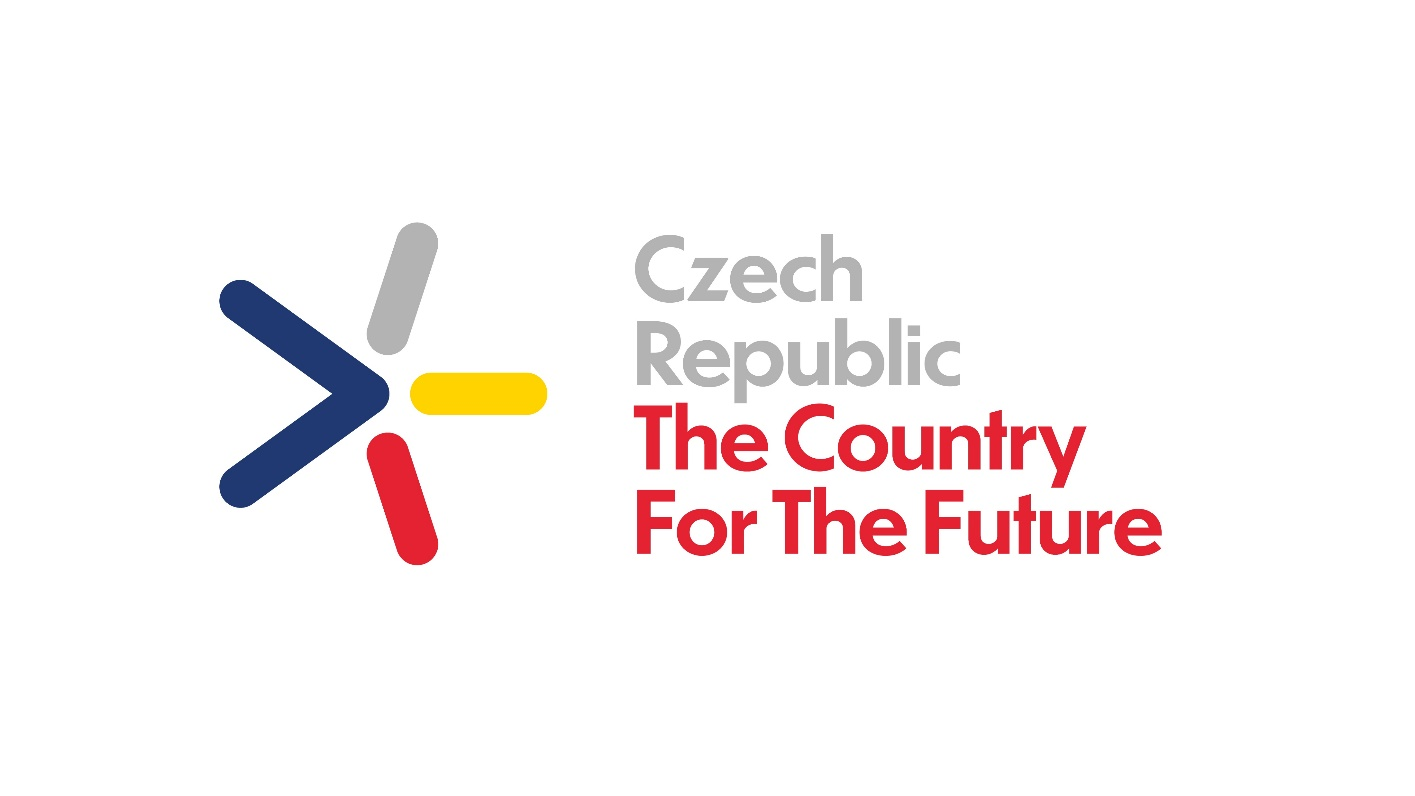 Czech
Republic
The Country
For The Future